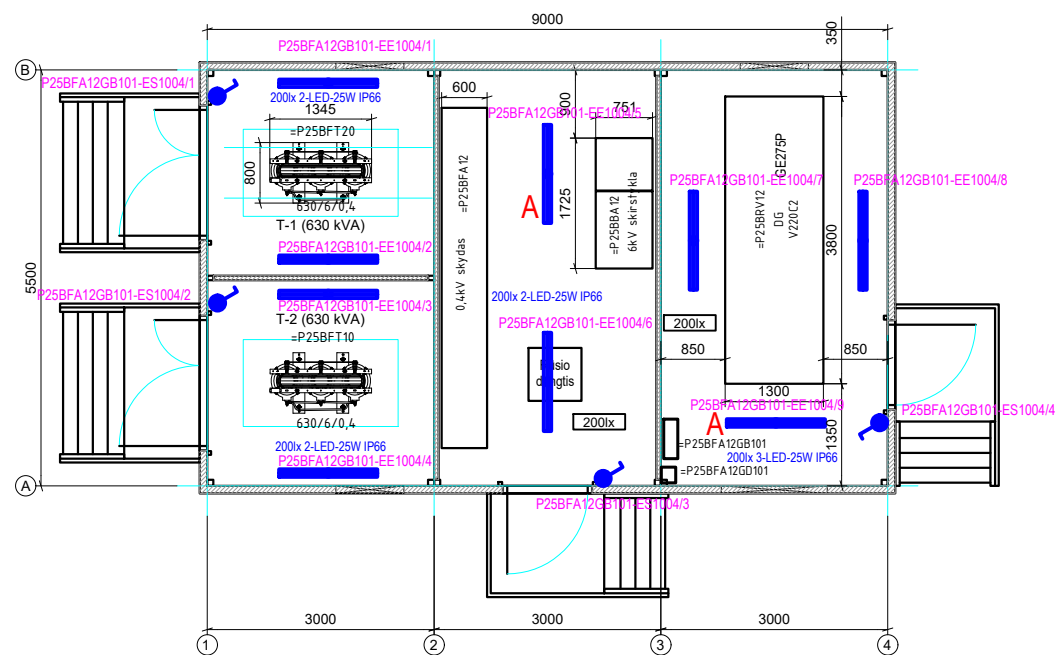 9000
350
P25BFA12GB101-EE1004/1
B
P25BFA12GB101-ES1004/1
200lx 2-LED-25W IP66
600
900
751
1345
P25BFA12GB101-EE1004/5
=P25BFT20
800
=P25BFA12
1725
GE275P
630/6/0,4
T-1 (630 kVA)
A
=P25BBA12
6kV skirstykla
P25BFA12GB101-EE1004/7
P25BFA12GB101-EE1004/8
=P25BRV12
DG
V220C2
3800
P25BFA12GB101-EE1004/2
5500
0,4kV skydas
P25BFA12GB101-ES1004/2
200lx 2-LED-25W IP66
P25BFA12GB101-EE1004/3
T-2 (630 kVA)
P25BFA12GB101-EE1004/6
200lx
=P25BFT10
850
850
dangtis
1300
630/6/0,4
P25BFA12GB101-EE1004/9
P25BFA12GB101-ES1004/4
A
200lx
1350
200lx 2-LED-25W IP66
=P25BFA12GB101
200lx 3-LED-25W IP66
P25BFA12GB101-EE1004/4
=P25BFA12GD101
A
P25BFA12GB101-ES1004/3
3000
3000
3000
1
2
3
4